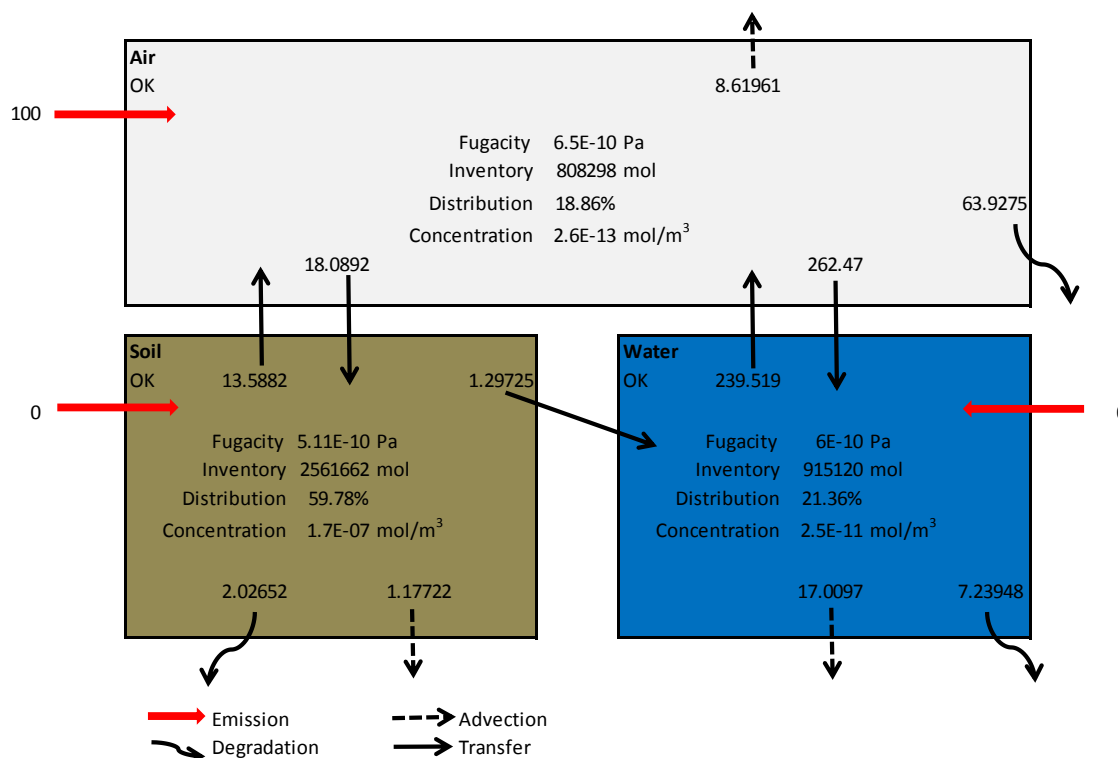 Air
OK
8.61961
100
Fugacity 6.5E-10 Pa
Inventory 808298 mol
Distribution 18.86%
63.9275
Concentration 2.6E-13 mol/m³
18.0892
262.47
Soil
OK
13.5882
1.29725
0
Fugacity 5.11E-10 Pa
Inventory 2561662 mol
Distribution 59.78%
Concentration 1.7E-07 mol/m³
2.02652
1.17722
Water
OK
239.519
Fugacity 6E-10 Pa
Inventory 915120 mol
Distribution 21.36%
Concentration 2.5E-11 mol/m³
17.0097
7.23948
Emission
Advection
Degradation
Transfer